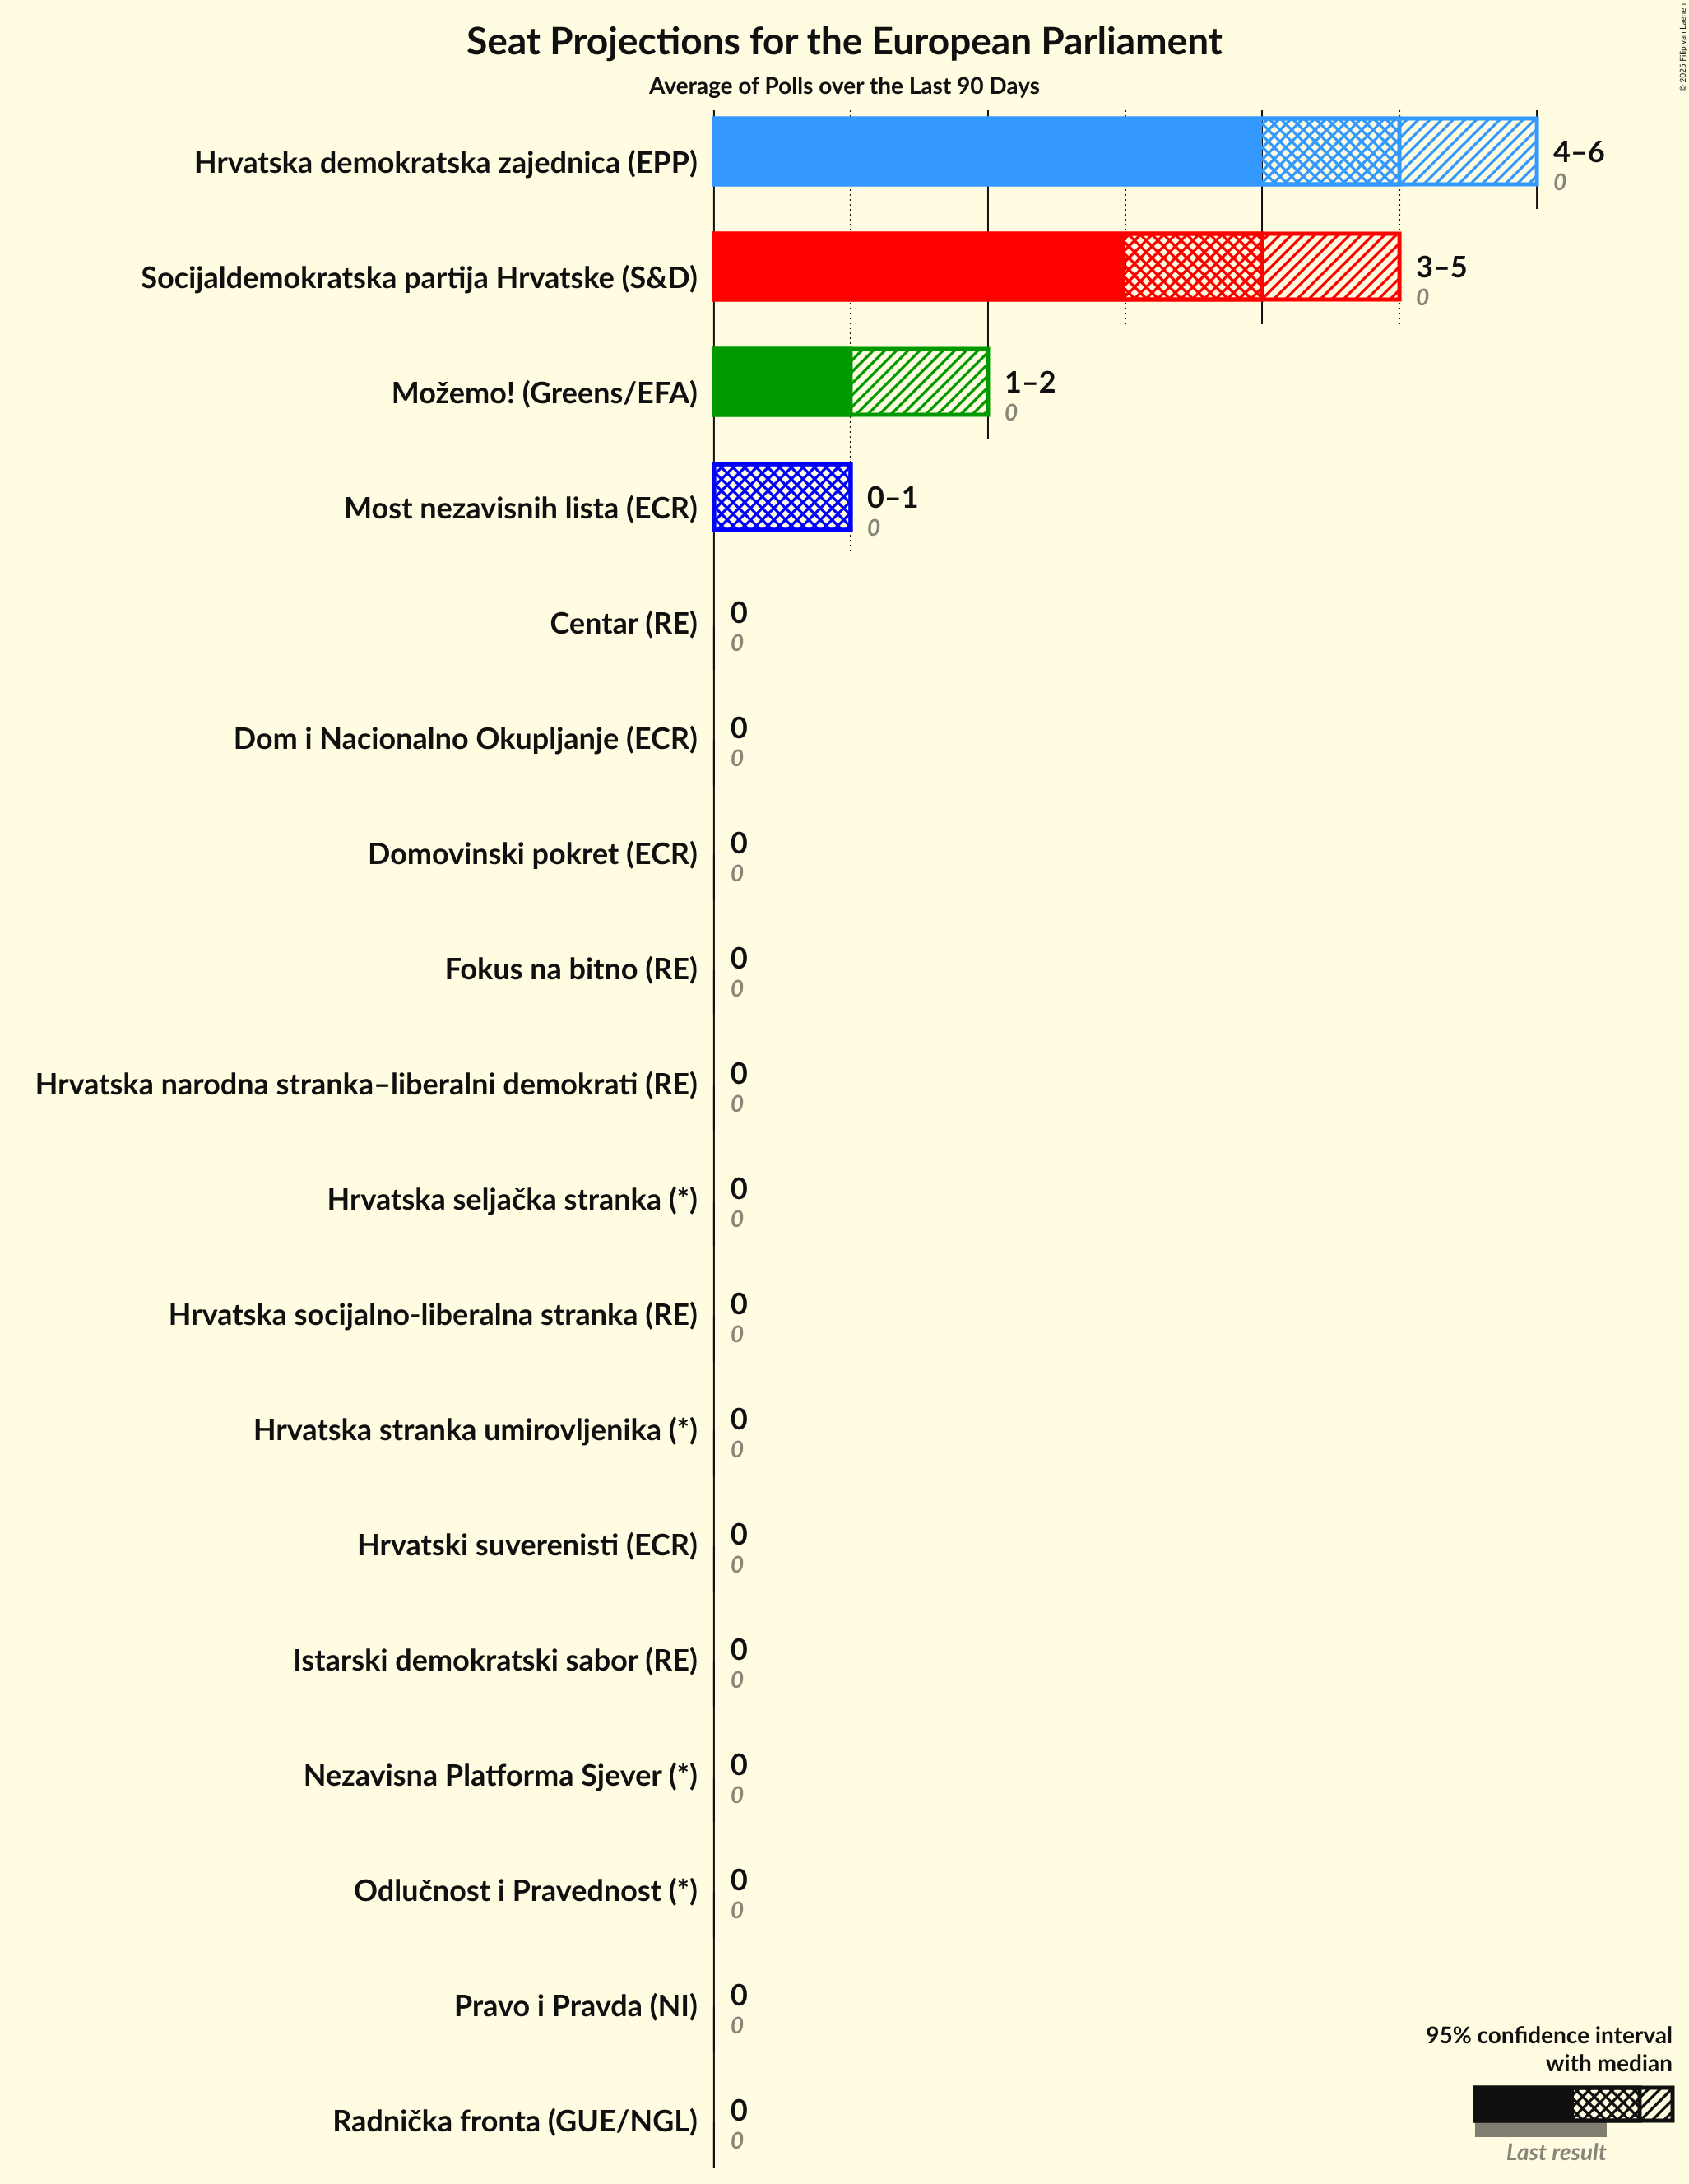 Seat Projections for the European Parliament
Average of Polls over the Last 90 Days
© 2025 Filip van Laenen
Hrvatska demokratska zajednica (EPP)
4–6
0
Socijaldemokratska partija Hrvatske (S&D)
3–5
0
Možemo! (Greens/EFA)
1–2
0
Most nezavisnih lista (ECR)
0–1
0
Centar (RE)
0
0
Dom i Nacionalno Okupljanje (ECR)
0
0
Domovinski pokret (ECR)
0
0
Fokus na bitno (RE)
0
0
Hrvatska narodna stranka–liberalni demokrati (RE)
0
0
Hrvatska seljačka stranka (*)
0
0
Hrvatska socijalno-liberalna stranka (RE)
0
0
Hrvatska stranka umirovljenika (*)
0
0
Hrvatski suverenisti (ECR)
0
0
Istarski demokratski sabor (RE)
0
0
Nezavisna Platforma Sjever (*)
0
0
Odlučnost i Pravednost (*)
0
0
Pravo i Pravda (NI)
0
0
Radnička fronta (GUE/NGL)
0
0
95% confidence interval
with median
Last result